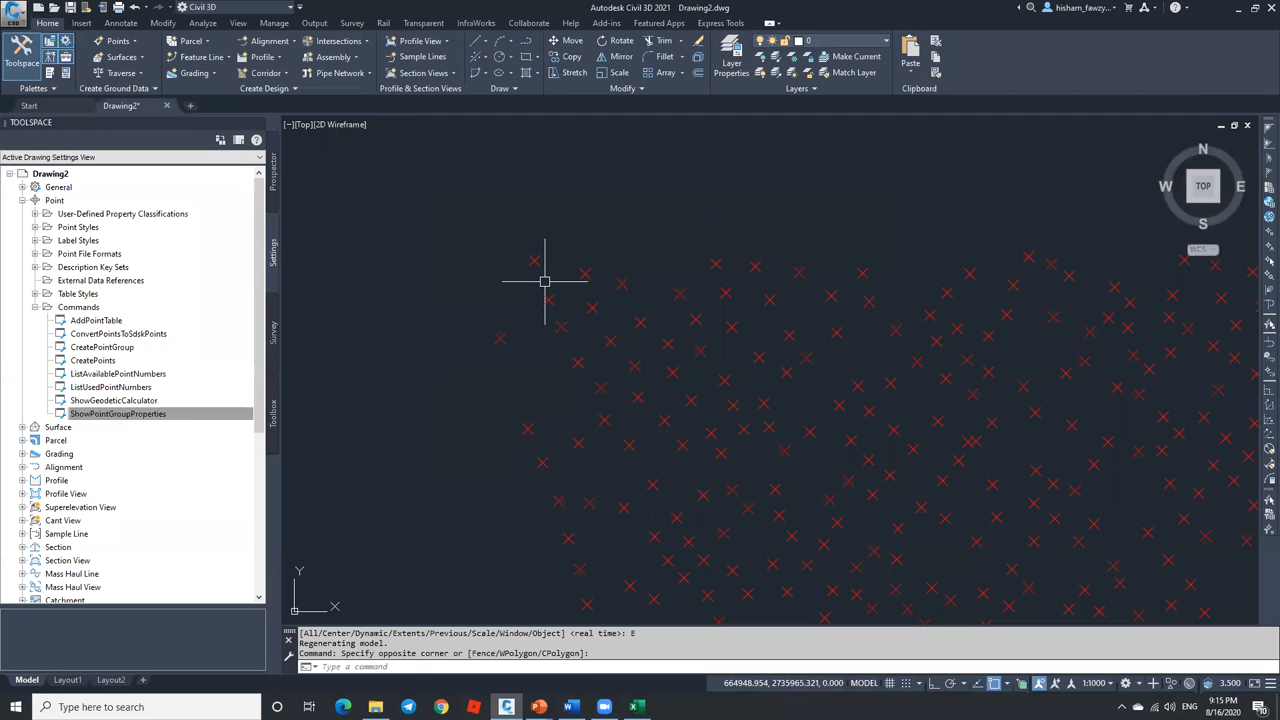 Civil 3D
Autodesk Civil 3D 2021 Drawing2.dwg
Type a keyword or phrase
hisham_fawzy...
C3D
Home Insert Annotate Modify Analyze View Manage Output Survey Rail Transparent InfraWorks Collaborate Help Add-ins Featured Apps Express Tools
Toolspace
Points
Surfaces
Traverse
Parcel
Feature Line
Grading
Alignment
Profile
Corridor
Intersections
Assembly
Pipe Network
Profile View
Sample Lines
Section Views
Move
Copy
Stretch
Rotate
Mirror
Scale
Trim
Fillet
Array
Layer
Properties
0
Make Current
Match Layer
Paste
Palettes Create Ground Data Create Design Profile & Section Views Draw Modify Layers Clipboard
Start Drawing2*
TOOLSPACE
Active Drawing Settings View
Drawing2
General
Point
User-Defined Property Classifications
Point Styles
Label Styles
Point File Formats
Description Key Sets
External Data References
Table Styles
Commands
AddPointTable
ConvertPointsToSdskPoints
CreatePointGroup
CreatePoints
ListAvailablePointNumbers
ListUsedPointNumbers
ShowGeodeticCalculator
ShowPointGroupProperties
Surface
Parcel
Grading
Alignment
Profile
Profile View
Superelevation View
Cant View
Sample Line
Section
Section View
Mass Haul Line
Mass Haul View
Catchment
Prospector
Settings
Survey
Toolbox
[−][Top][2D Wireframe]
N
W TOP E
S
WCS
Y
X
[All/Center/Dynamic/Extents/Previous/Scale/Window/Object] <real time>: E
Regenerating model.
Command: Specify opposite corner or [Fence/WPolygon/CPolygon]:
Type a command
Model Layout1 Layout2
664948.954, 2735965.321, 0.000 MODEL 1:1000 3.500
Type here to search
ENG
9:15 PM
8/16/2020